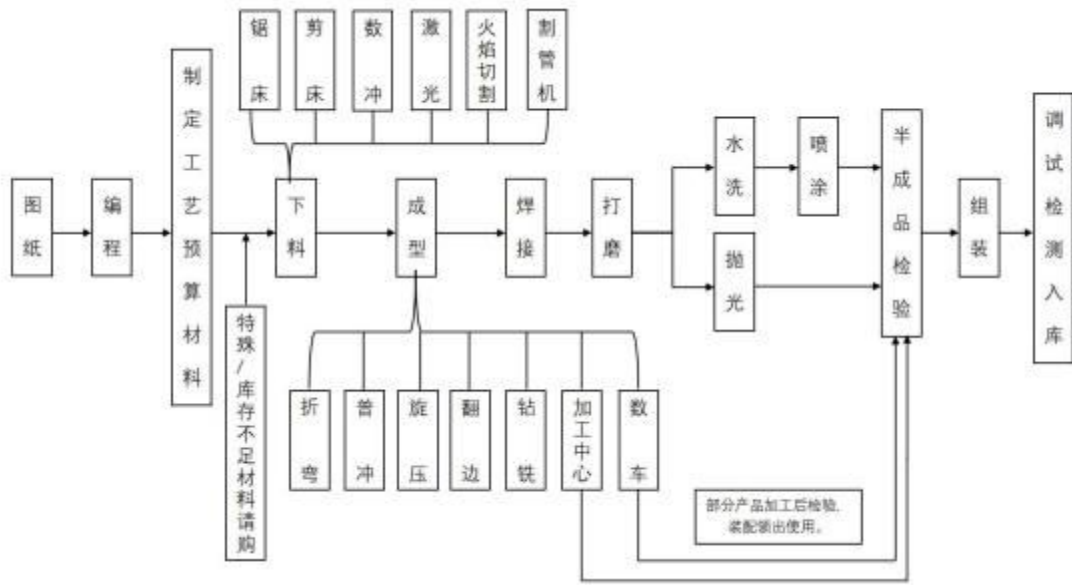 锯床
剪床
数冲
激光
火焰切割
割管机
图纸
编程
制定工艺预算材料
特殊/库存不足材料请购
下料
成型
焊接
打磨
水洗
喷涂
抛光
半成品检验
组装
调试检测入库
折弯
普冲
旋压
翻边
钻铣
加工中心
数车
部分产品加工后检验,
装配领出使用。